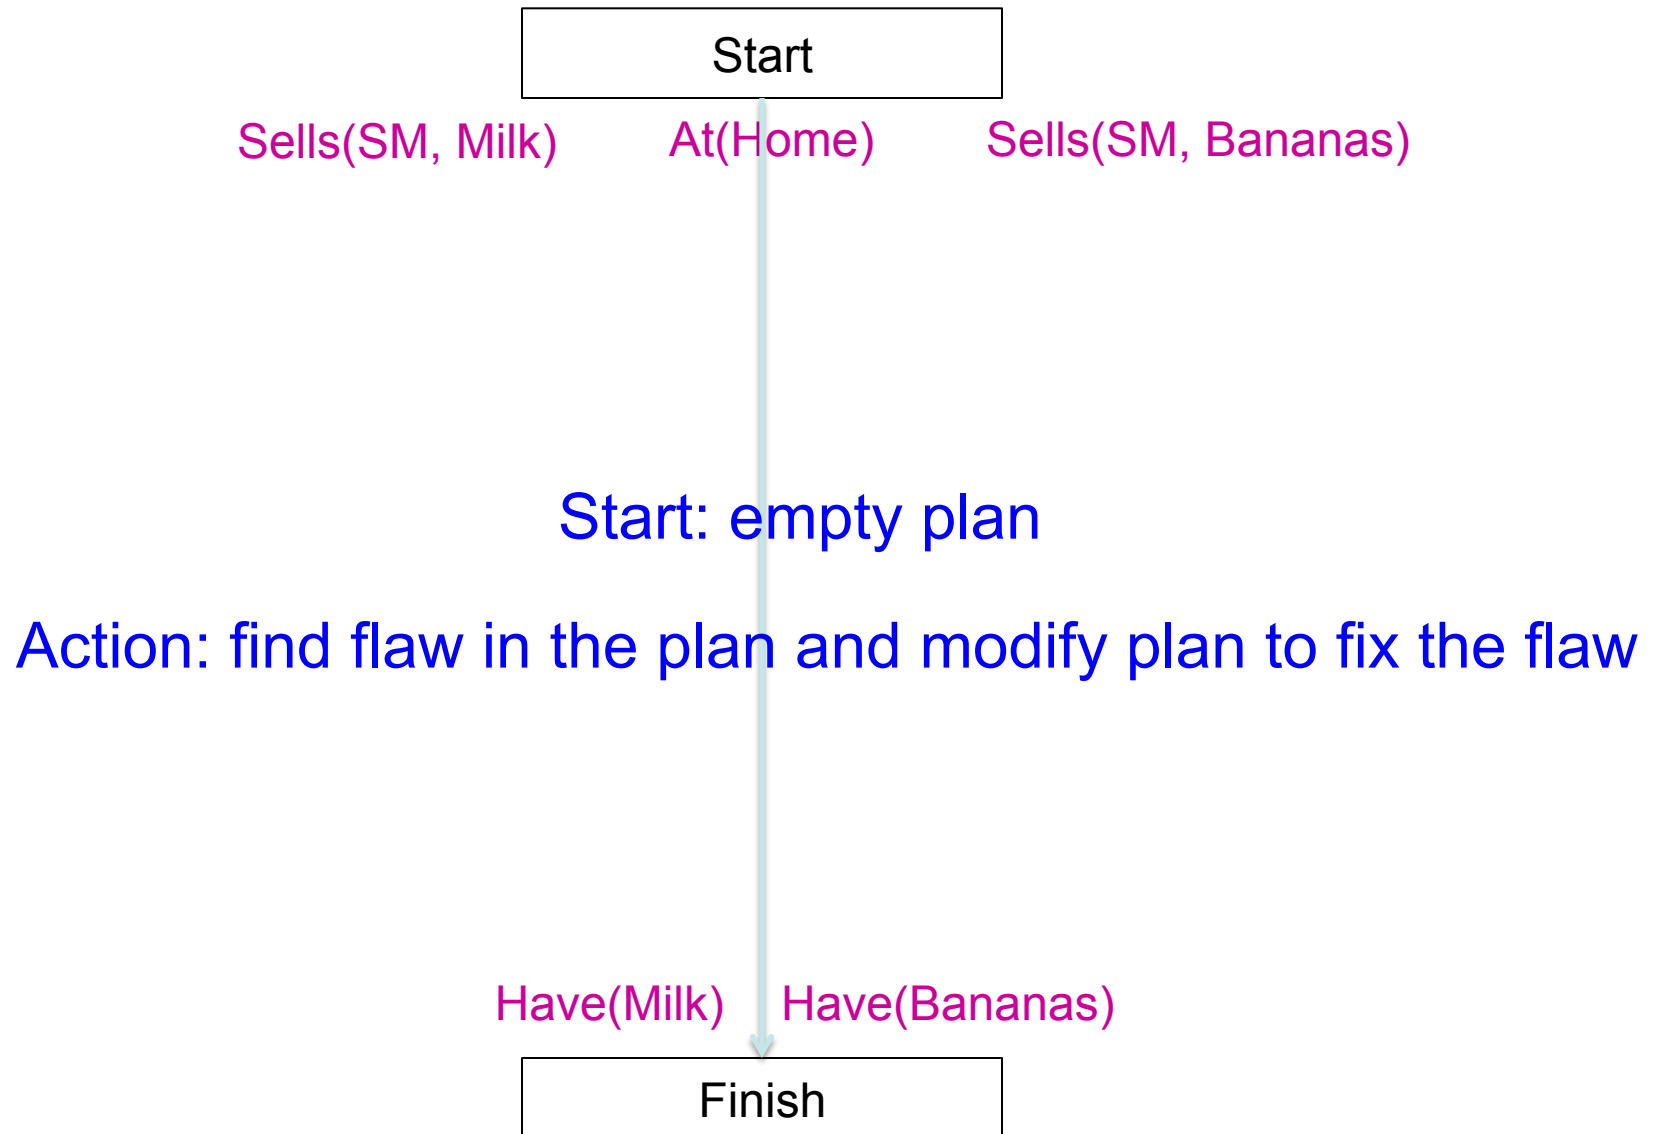 Start
Sells(SM, Milk) At(Home) Sells(SM, Bananas)
Start: empty plan
Action: find flaw in the plan and modify plan to fix the flaw
Have(Milk) Have(Bananas)
Finish